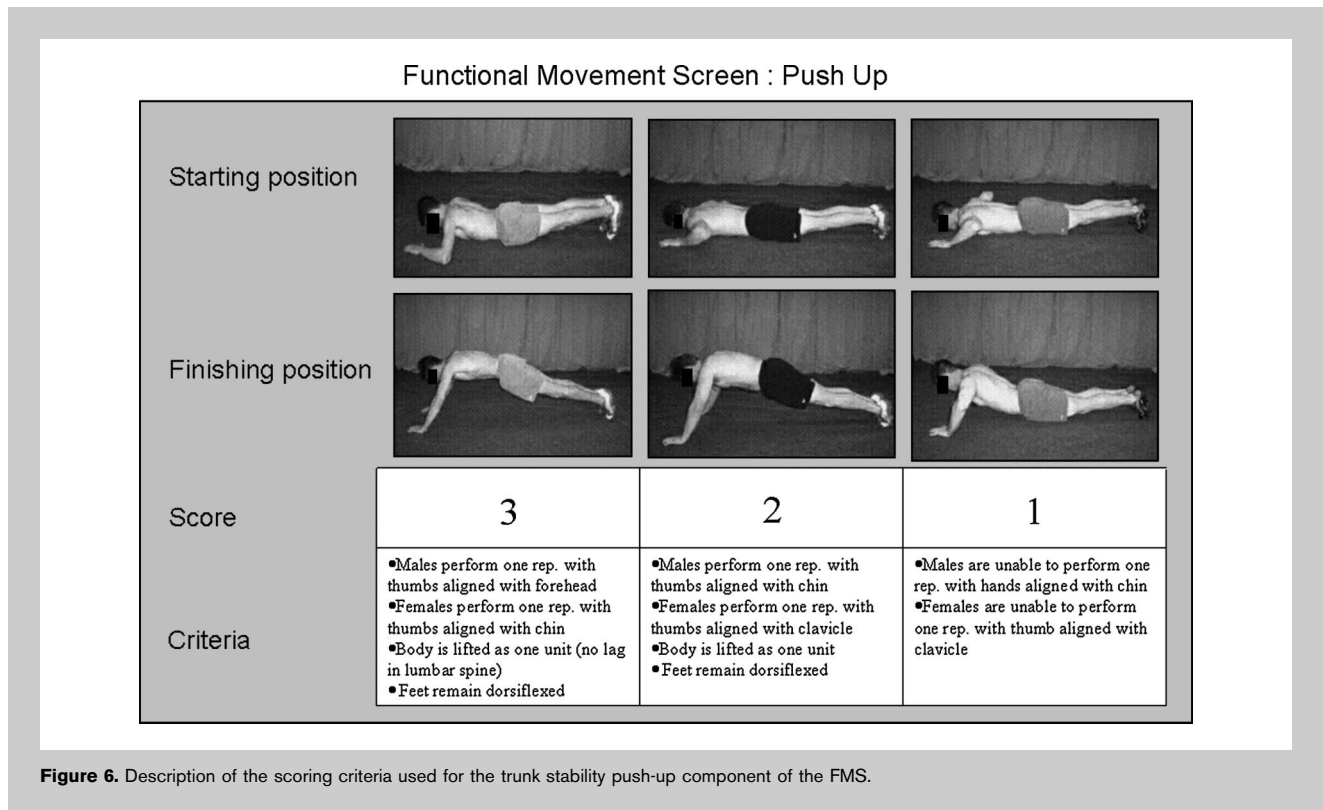 Functional Movement Screen : Push Up
Starting position
Finishing position
Score
3
2
1
Criteria
●Males perform one rep. with
thumbs aligned with forehead
●Females perform one rep. with
thumbs aligned with chin
●Body is lifted as one unit (no lag
in lumbar spine)
● Feet remain dorsiflexed
●Males perform one rep. with
thumbs aligned with chin
●Females perform one rep. with
thumbs aligned with clavicle
●Body is lifted as one unit
● Feet remain dorsiflexed
●Males are unable to perform one
rep. with hands aligned with chin
●Females are unable to perform
one rep. with thumb aligned with
clavicle
Figure 6. Description of the scoring criteria used for the trunk stability push-up component of the FMS.